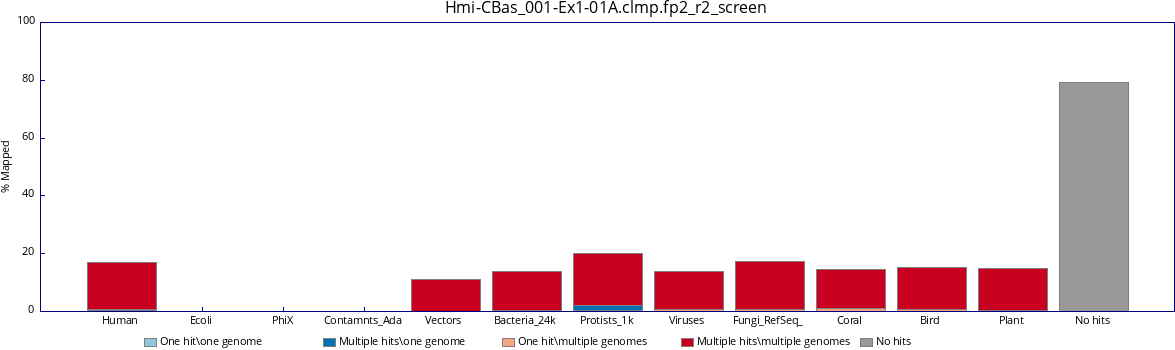 Hmi-CBas_001-Ex1-01A.clmp.fp2_r2_screen
100
80
60
40
20
0
% Mapped
Human Ecoli PhiX Contamnts_Ada Vectors Bacteria_24k Protists_1k Viruses Fungi_RefSeq_ Coral Bird Plant No hits
One hit\one genome Multiple hits\one genome One hit\multiple genomes Multiple hits\multiple genomes No hits